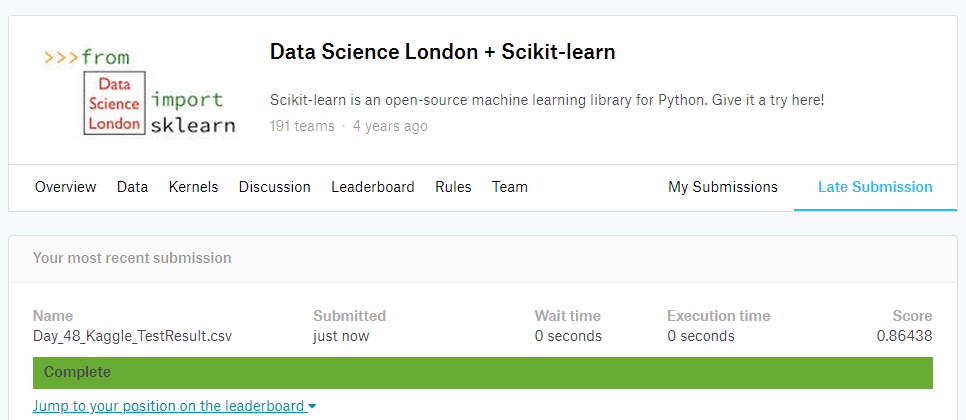 >>>from
Data
Science
London
import
sklearn
Data Science London + Scikit-learn
Scikit-learn is an open-source machine learning library for Python. Give it a try here!
191 teams · 4 years ago
Overview Data Kernels Discussion Leaderboard Rules Team My Submissions Late Submission
Your most recent submission
Name Submitted Wait time Execution time Score
Day_48_Kaggle_TestResult.csv just now 0 seconds 0 seconds 0.86438
Complete
Jump to your position on the leaderboard